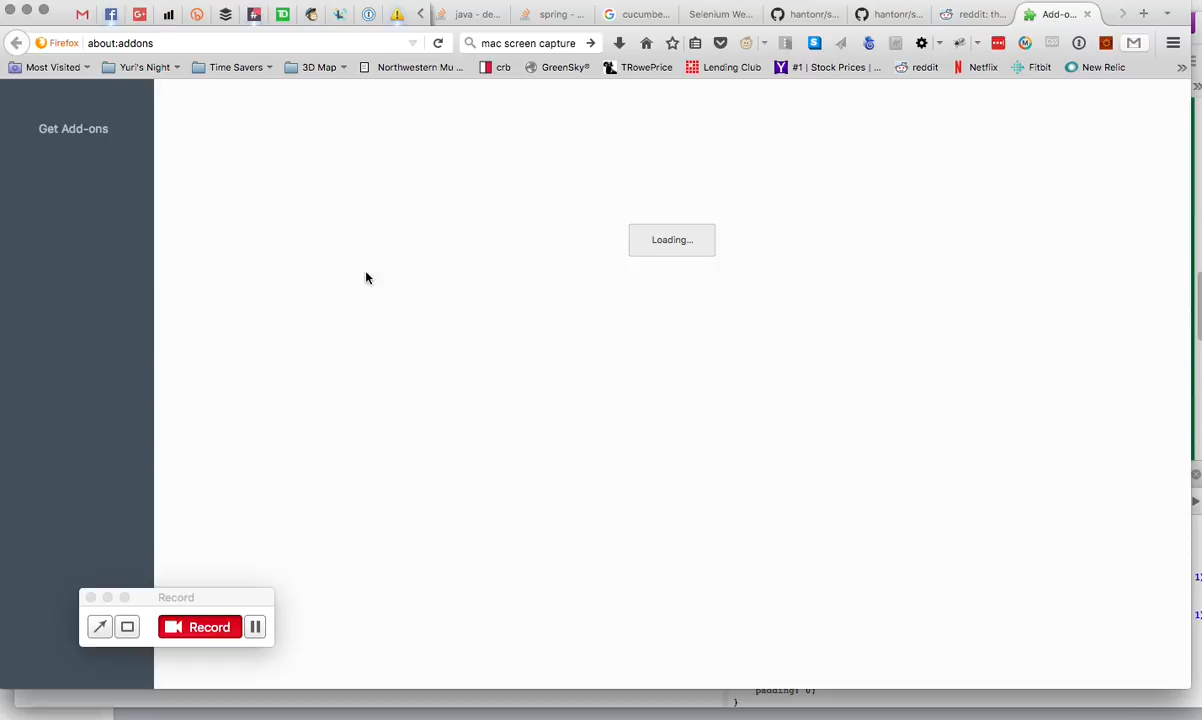 java - de...
spring - ...
cucumbe...
Selenium We...
hantonr/s...
hantonr/s...
reddit: th...
Add-o...
Firefox
about:addons
mac screen capture
Most Visited
Yuri's Night
Time Savers
3D Map
Northwestern Mu ...
crb
GreenSky®
TRowePrice
Lending Club
#1 | Stock Prices | ...
reddit
Netflix
Fitbit
New Relic
Get Add-ons
Loading...
Record
Record
1)
1)
padding: 0;
}